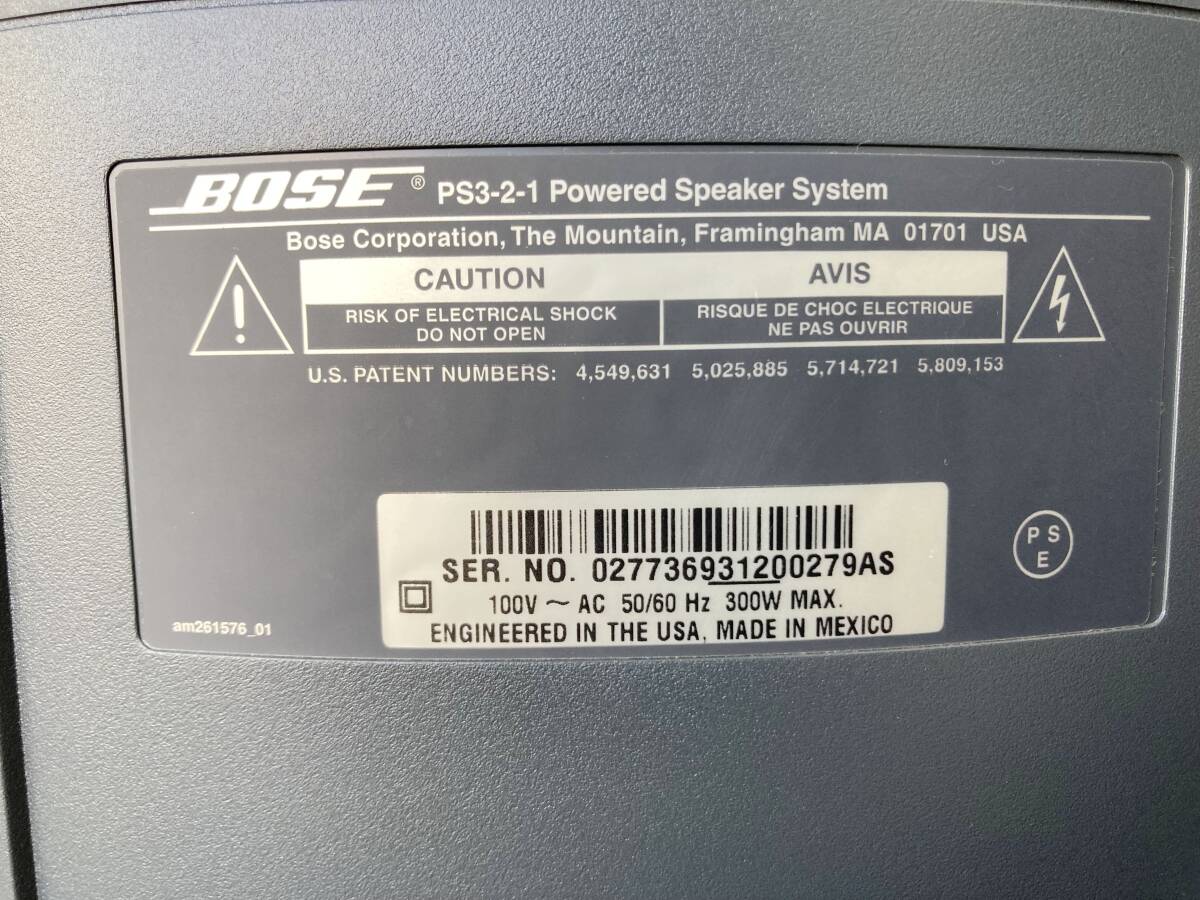 BOSE® PS3-2-1 Powered Speaker System
Bose Corporation, The Mountain, Framingham MA 01701 USA
CAUTION
RISK OF ELECTRICAL SHOCK
DO NOT OPEN
AVIS
RISQUE DE CHOC ELECTRIQUE
NE PAS OUVRIR
U.S. PATENT NUMBERS: 4,549,631 5,025,885 5,714,721 5,809,153
SER. NO. 027736931200279AS
100V ~ AC 50/60 Hz 300W MAX.
ENGINEERED IN THE USA, MADE IN MEXICO
P S
E
am261576_01